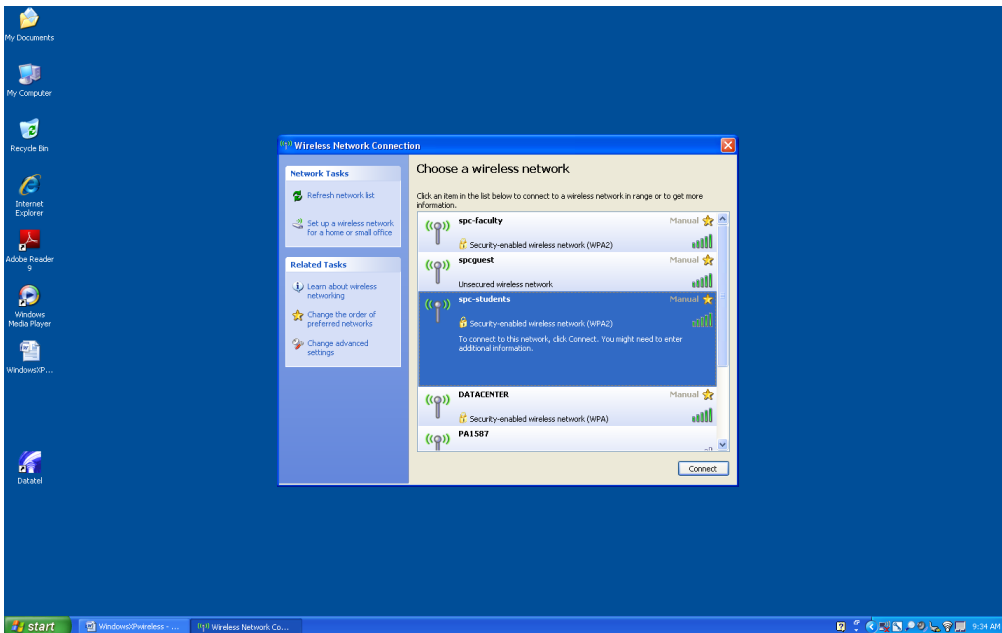 My Documents
My Computer
Recycle Bin
Internet
Explorer
Adobe Reader
9
Windows
Media Player
WindowsXP...
Datatel
Wireless Network Connection
Network Tasks
Refresh network list
Set up a wireless network
for a home or small office
Related Tasks
Learn about wireless
networking
Change the order of
preferred networks
Change advanced
settings
Choose a wireless network
Click an item in the list below to connect to a wireless network in range or to get more
information.
spc-faculty
Manual
Security-enabled wireless network (WPA2)
spcguest
Manual
Unsecured wireless network
spc-students
Manual
Security-enabled wireless network (WPA2)
To connect to this network, click Connect. You might need to enter
additional information.
DATACENTER
Manual
Security-enabled wireless network (WPA)
PA1587
Connect
start
WindowsXPwireless - ...
Wireless Network Co...
9:34 AM